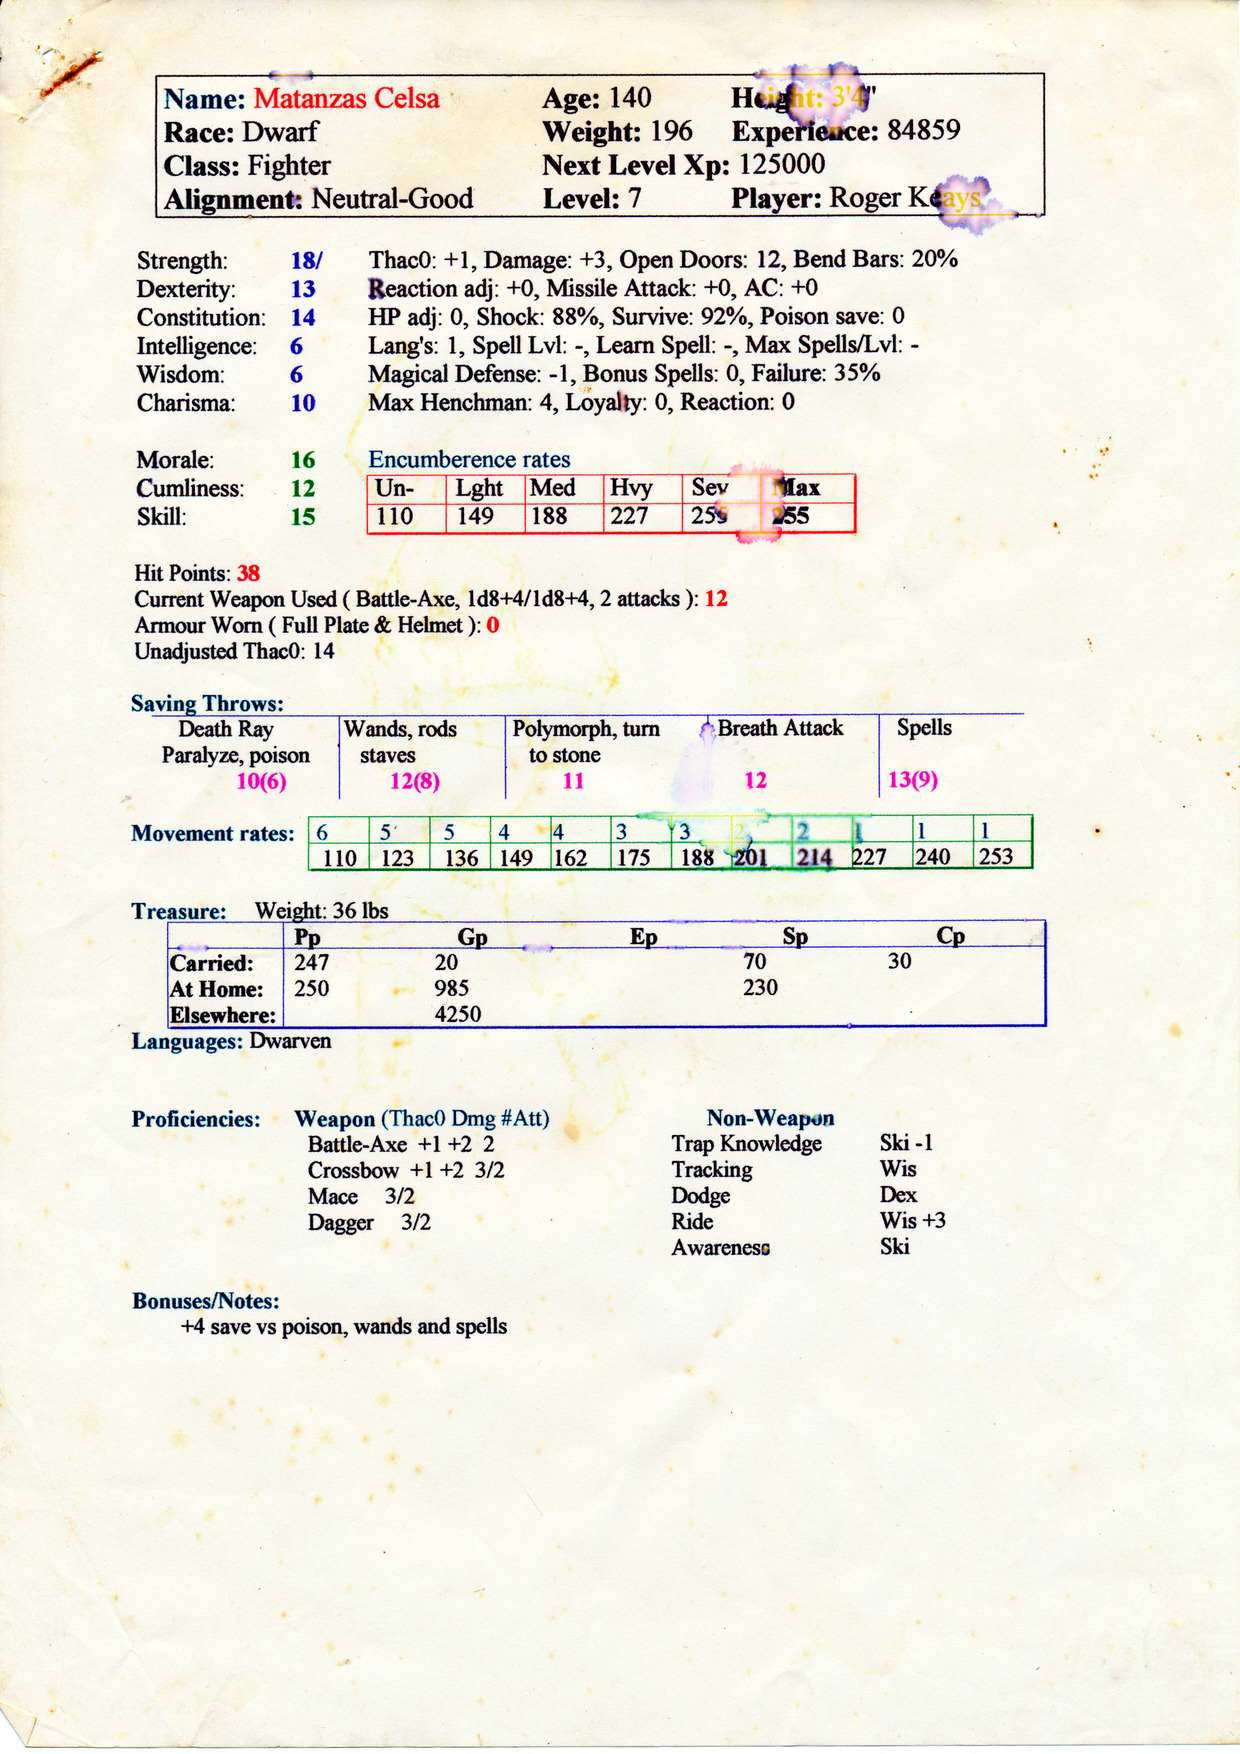 Name: Matanzas Celsa Age: 140 Height: 3'4"
Race: Dwarf Weight: 196 Experience: 84859
Class: Fighter Next Level Xp: 125000
Alignment: Neutral-Good Level: 7 Player: Roger Keays
Strength: 18/ Thac0: +1, Damage: +3, Open Doors: 12, Bend Bars: 20%
Dexterity: 13 Reaction adj: +0, Missile Attack: +0, AC: +0
Constitution: 14 HP adj: 0, Shock: 88%, Survive: 92%, Poison save: 0
Intelligence: 6 Lang's: 1, Spell Lvl: -, Learn Spell: -, Max Spells/Lvl: -
Wisdom: 6 Magical Defense: -1, Bonus Spells: 0, Failure: 35%
Charisma: 10 Max Henchman: 4, Loyalty: 0, Reaction: 0
Morale: 16 Encumberence rates
Cumliness: 12 Un- Lght Med Hvy Sev Max
Skill: 15 110 149 188 227 255 255
Hit Points: 38
Current Weapon Used ( Battle-Axe, 1d8+4/1d8+4, 2 attacks ): 12
Armour Worn ( Full Plate & Helmet ): 0
Unadjusted Thac0: 14
Saving Throws:
Death Ray Wands, rods Polymorph, turn Breath Attack Spells
Paralyze, poison staves to stone
10(6) 12(8) 11 12 13(9)
Movement rates: 6 5 5 4 4 3 3 2 2 1 1 1
110 123 136 149 162 175 188 201 214 227 240 253
Treasure: Weight: 36 lbs
Pp Gp Ep Sp Cp
Carried: 247 20 70 30
At Home: 250 985 230
Elsewhere: 4250
Languages: Dwarven
Proficiencies: Weapon (Thac0 Dmg #Att) Non-Weapon
Battle-Axe +1 +2 2 Trap Knowledge Ski -1
Crossbow +1 +2 3/2 Tracking Wis
Mace 3/2 Dodge Dex
Dagger 3/2 Ride Wis +3
Awareness Ski
Bonuses/Notes:
+4 save vs poison, wands and spells